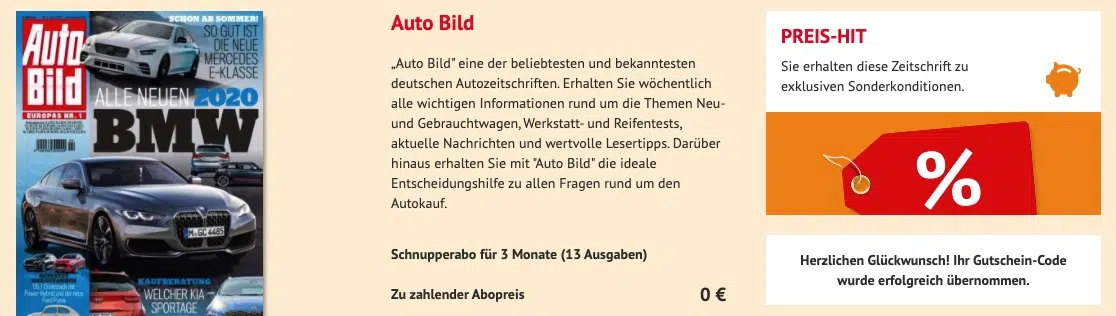 SCHON AB SOMMER!
SO GUT IST
DIE NEUE
MERCEDES
E-KLASSE
Auto
Bild
EUROPAS NR. 1
ALLE NEUEN 2020
BMW
M·GC 4485
KAUFBERATUNG
WELCHER KIA
SPORTAGE
Auto Bild
„Auto Bild" eine der beliebtesten und bekanntesten
deutschen Autozeitschriften. Erhalten Sie wöchentlich
alle wichtigen Informationen rund um die Themen Neu-
und Gebrauchtwagen, Werkstatt- und Reifentests,
aktuelle Nachrichten und wertvolle Lesertipps. Darüber
hinaus erhalten Sie mit "Auto Bild" die ideale
Entscheidungshilfe zu allen Fragen rund um den
Autokauf.
Schnupperabo für 3 Monate (13 Ausgaben)
Zu zahlender Abopreis 0 €
PREIS-HIT
Sie erhalten diese Zeitschrift zu
exklusiven Sonderkonditionen.
%
Herzlichen Glückwunsch! Ihr Gutschein-Code
wurde erfolgreich übernommen.